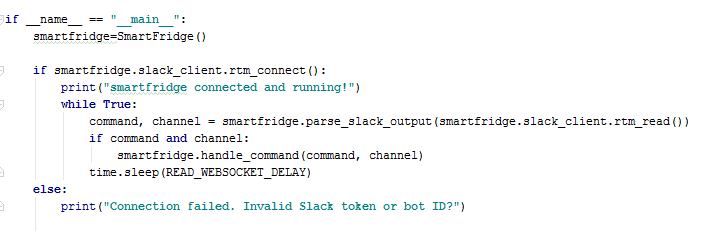 if __name__ == "__main__":
    smartfridge=SmartFridge()

    if smartfridge.slack_client.rtm_connect():
        print("smartfridge connected and running!")
        while True:
            command, channel = smartfridge.parse_slack_output(smartfridge.slack_client.rtm_read())
            if command and channel:
                smartfridge.handle_command(command, channel)
            time.sleep(READ_WEBSOCKET_DELAY)
    else:
        print("Connection failed. Invalid Slack token or bot ID?")